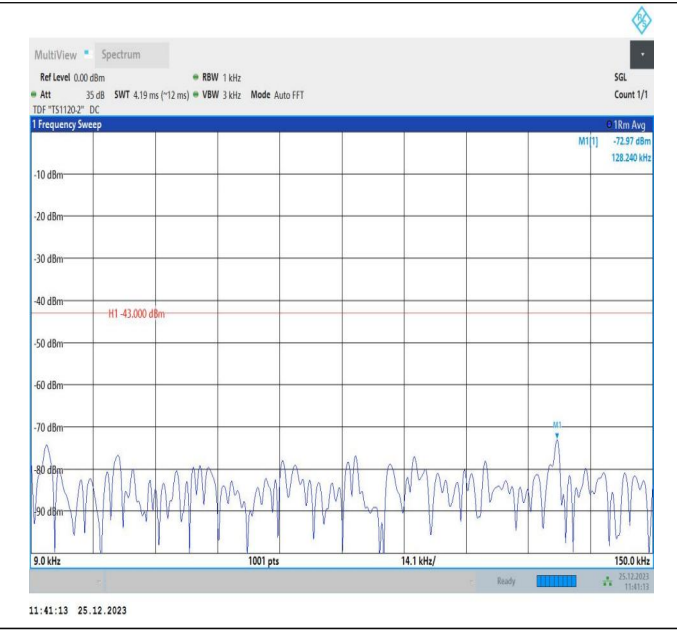 MultiView Spectrum
Ref Level 0.00 dBm RBW 1 kHz SGL
Att 35 dB SWT 4.19 ms (~12 ms) VBW 3 kHz Mode Auto FFT Count 1/1
TDF "TS1120-2" DC
1 Frequency Sweep 1Rm Avg
M1[1] -72.97 dBm
128.240 kHz
-10 dBm
-20 dBm
-30 dBm
-40 dBm
H1 -43.000 dBm
-50 dBm
-60 dBm
-70 dBm
M1
-80 dBm
-90 dBm
9.0 kHz 1001 pts 14.1 kHz/ 150.0 kHz
Ready 25.12.2023
11:41:13
11:41:13 25.12.2023